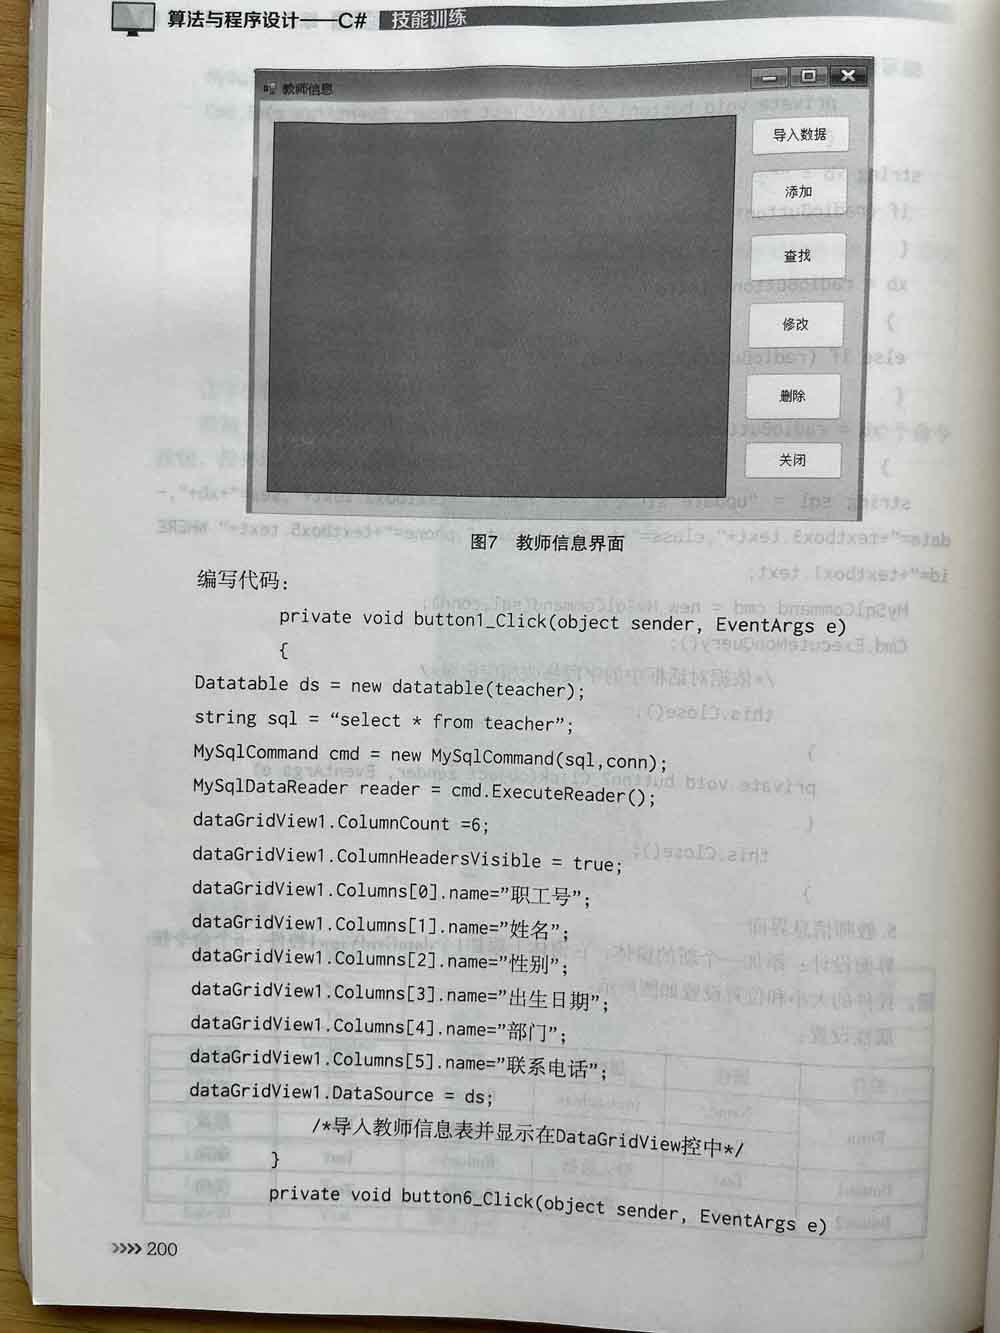 算法与程序设计——C# 技能训练
教师信息
导入数据
添加
查找
修改
删除
关闭
图7 教师信息界面
编写代码：
private void button1_Click(object sender, EventArgs e)
{
Datatable ds = new datatable(teacher);
string sql = “select * from teacher”;
MySqlCommand cmd = new MySqlCommand(sql,conn);
MySqlDataReader reader = cmd.ExecuteReader();
dataGridView1.ColumnCount =6;
dataGridView1.ColumnHeadersVisible = true;
dataGridView1.Columns[0].name=”职工号”;
dataGridView1.Columns[1].name=”姓名”;
dataGridView1.Columns[2].name=”性别”;
dataGridView1.Columns[3].name=”出生日期”;
dataGridView1.Columns[4].name=”部门”;
dataGridView1.Columns[5].name=”联系电话”;
dataGridView1.DataSource = ds;
/*导入教师信息表并显示在DataGridView控中*/
}
private void button6_Click(object sender, EventArgs e)
»»» 200